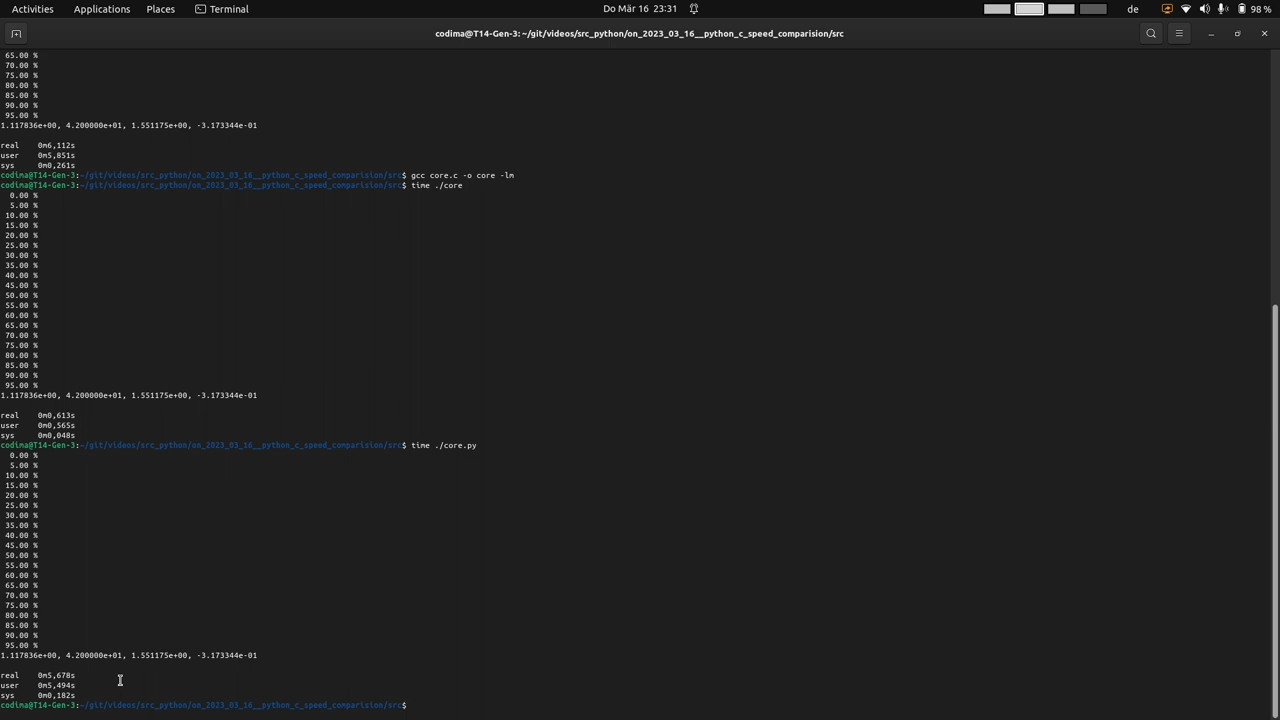 Activities Applications Places Terminal Do Mär 16 23:31 de 98 %
codima@T14-Gen-3: ~/git/videos/src_python/on_2023_03_16__python_c_speed_comparision/src
65.00 %
70.00 %
75.00 %
80.00 %
85.00 %
90.00 %
95.00 %
1.117836e+00, 4.200000e+01, 1.551175e+00, -3.173344e-01
real 0m6,112s
user 0m5,851s
sys 0m0,261s
codima@T14-Gen-3:~/git/videos/src_python/on_2023_03_16__python_c_speed_comparision/src$ gcc core.c -o core -lm
codima@T14-Gen-3:~/git/videos/src_python/on_2023_03_16__python_c_speed_comparision/src$ time ./core
0.00 %
5.00 %
10.00 %
15.00 %
20.00 %
25.00 %
30.00 %
35.00 %
40.00 %
45.00 %
50.00 %
55.00 %
60.00 %
65.00 %
70.00 %
75.00 %
80.00 %
85.00 %
90.00 %
95.00 %
1.117836e+00, 4.200000e+01, 1.551175e+00, -3.173344e-01
real 0m0,613s
user 0m0,565s
sys 0m0,048s
codima@T14-Gen-3:~/git/videos/src_python/on_2023_03_16__python_c_speed_comparision/src$ time ./core.py
0.00 %
5.00 %
10.00 %
15.00 %
20.00 %
25.00 %
30.00 %
35.00 %
40.00 %
45.00 %
50.00 %
55.00 %
60.00 %
65.00 %
70.00 %
75.00 %
80.00 %
85.00 %
90.00 %
95.00 %
1.117836e+00, 4.200000e+01, 1.551175e+00, -3.173344e-01
real 0m5,678s
user 0m5,494s
sys 0m0,182s
codima@T14-Gen-3:~/git/videos/src_python/on_2023_03_16__python_c_speed_comparision/src$